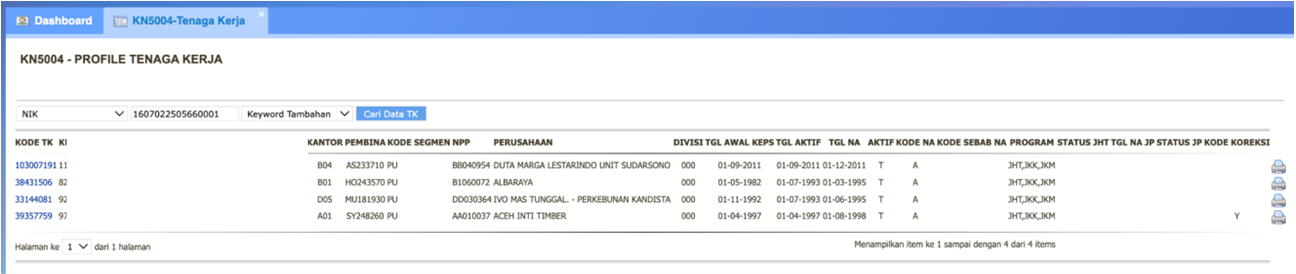 Dashboard KN5004-Tenaga Kerja
KN5004 - PROFILE TENAGA KERJA
NIK 1607022505660001 Keyword Tambahan Cari Data TK
KODE TK KANTOR PEMBINA KODE SEGMEN NPP PERUSAHAAN DIVISI TGL AWAL KEPS TGL AKTIF TGL NA AKTIF KODE NA KODE SEBAB NA PROGRAM STATUS JHT TGL NA JP STATUS JP KODE KOREKSI
103007191 11 B04 AS233710 PU BB040954 DUTA MARGA LESTARINDO UNIT SUDARSONO 000 01-09-2011 01-09-2011 01-12-2011 T A JHT,JKK,JKM
38431506 82 B01 HO243570 PU B1060072 ALBARAYA 000 01-05-1982 01-07-1993 01-03-1995 T A JHT,JKK,JKM
33144081 92 D05 MU181930 PU DD030364 IVO MAS TUNGGAL. - PERKEBUNAN KANDISTA 000 01-11-1992 01-07-1993 01-06-1995 T A JHT,JKK,JKM
39357759 97 A01 SY248260 PU AA010037 ACEH INTI TIMBER 000 01-04-1997 01-04-1997 01-08-1998 T A JHT,JKK,JKM Y
Halaman ke 1 dari 1 halaman Menampilkan item ke 1 sampai dengan 4 dari 4 items